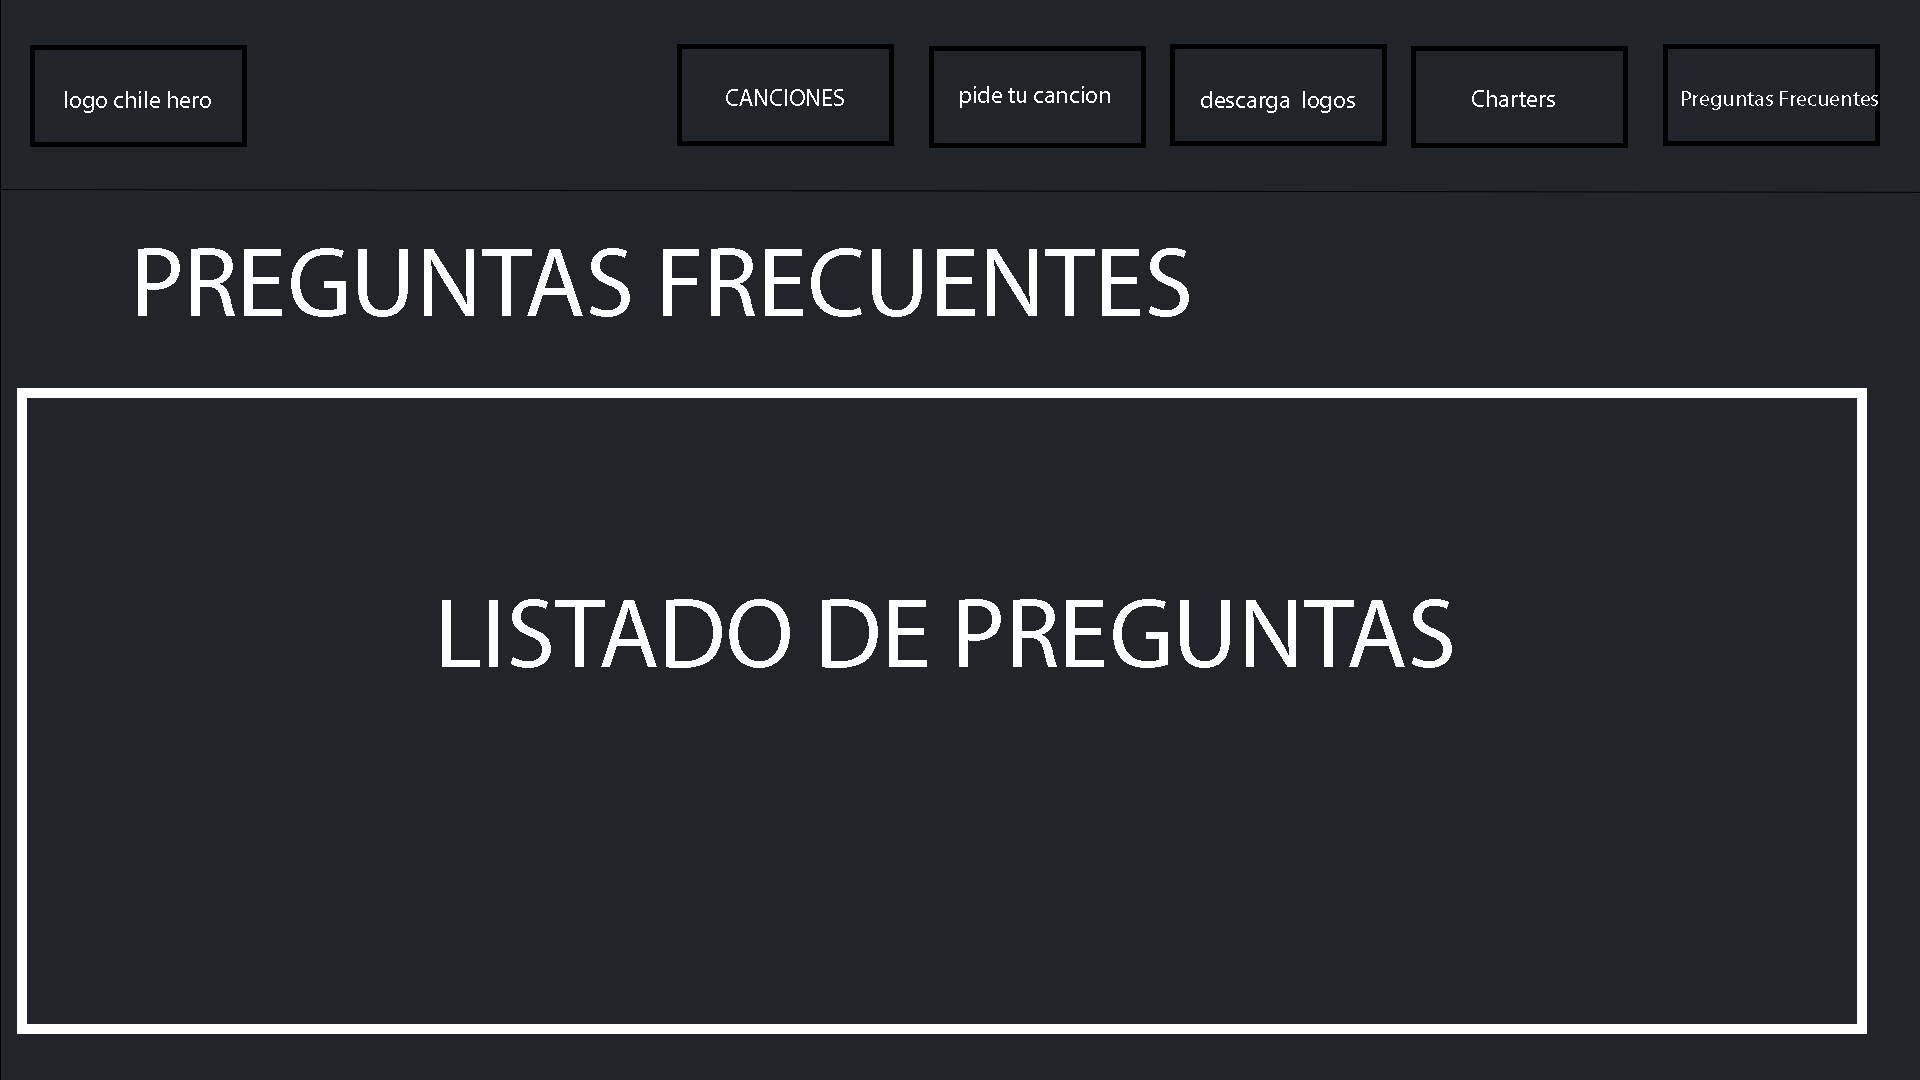 logo chile hero
CANCIONES
pide tu cancion
descarga  logos
Charters
Preguntas Frecuentes
PREGUNTAS FRECUENTES
LISTADO DE PREGUNTAS